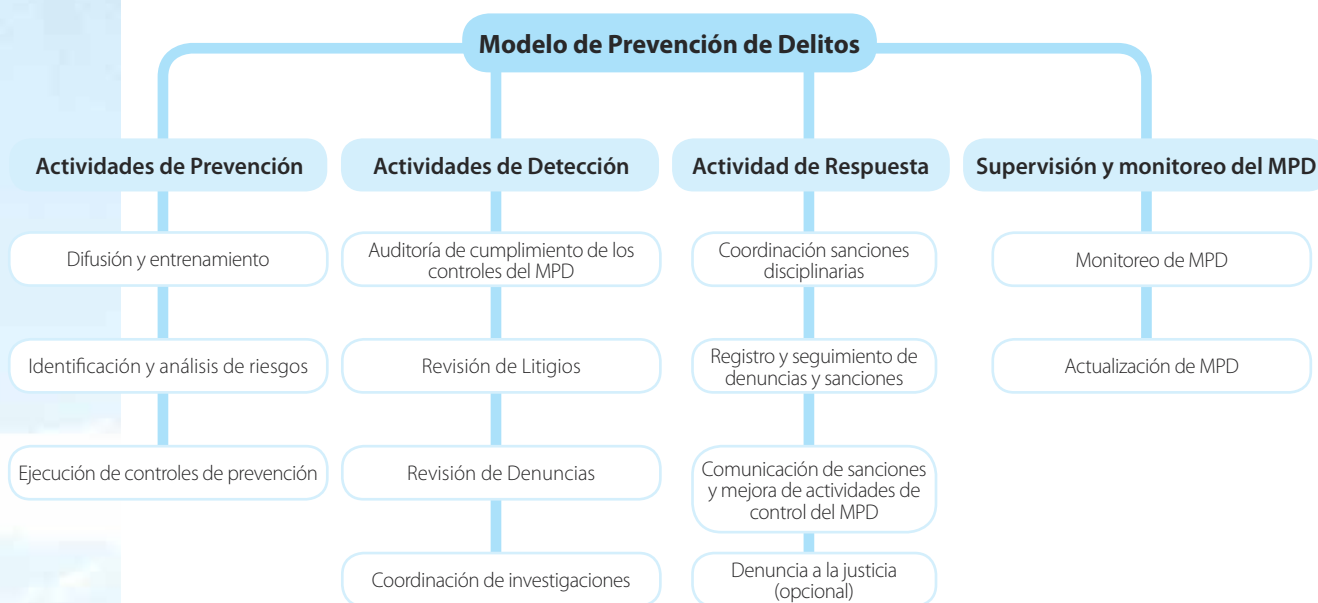 Modelo de Prevención de Delitos
Actividades de Prevención
Difusión y entrenamiento
Identificación y análisis de riesgos
Ejecución de controles de prevención
Actividades de Detección
Auditoría de cumplimiento de los
controles del MPD
Revisión de Litigios
Revisión de Denuncias
Coordinación de investigaciones
Actividad de Respuesta
Coordinación sanciones
disciplinarias
Registro y seguimiento de
denuncias y sanciones
Comunicación de sanciones
y mejora de actividades de
control del MPD
Denuncia a la justicia
(opcional)
Supervisión y monitoreo del MPD
Monitoreo de MPD
Actualización de MPD